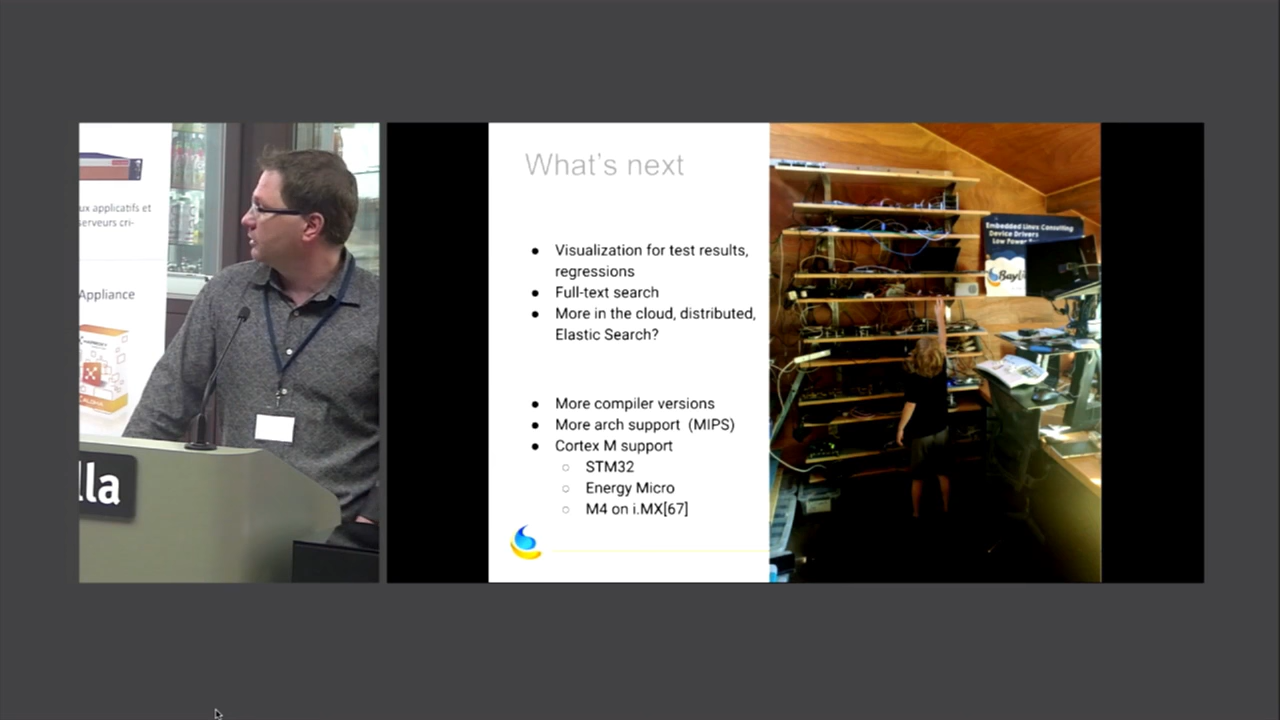 ux applicatifs et
serveurs cri-
Appliance
lla
What's next
● Visualization for test results,
regressions
● Full-text search
● More in the cloud, distributed,
Elastic Search?
● More compiler versions
● More arch support (MIPS)
● Cortex M support
○ STM32
○ Energy Micro
○ M4 on i.MX[67]
Embedded Linux Consulting
Device Drivers
Low Power
BayLi